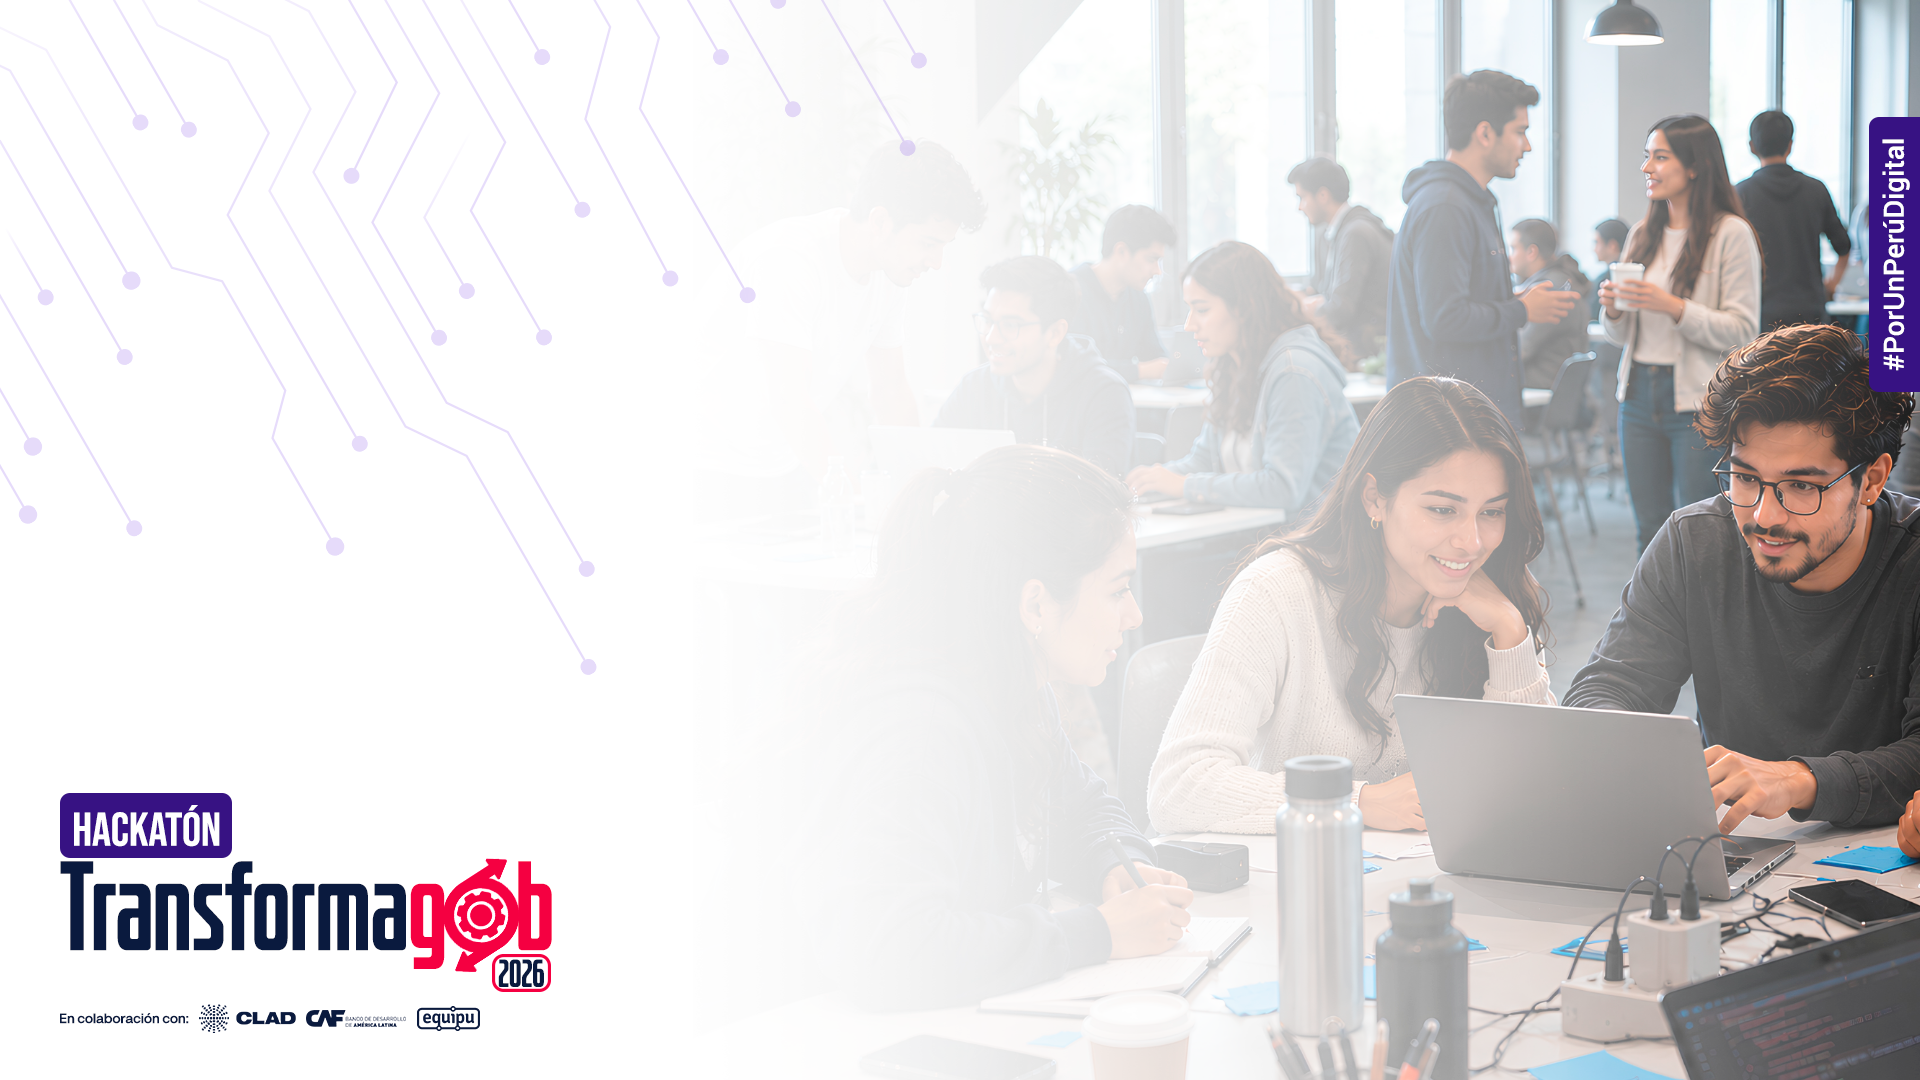 #PorUnPerúDigital
HACKATÓN
Transformagob
2026
En colaboración con: CLAD CAF BANCO DE DESARROLLO DE AMÉRICA LATINA equipu